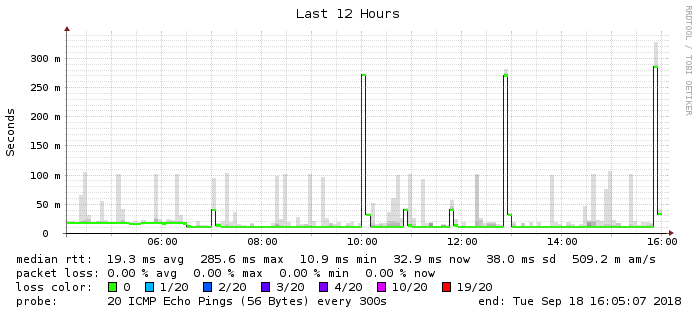 Last 12 Hours
RRDTOOL / TOBI OETIKER
Seconds
300 m
250 m
200 m
150 m
100 m
50 m
0
06:00 08:00 10:00 12:00 14:00 16:00
median rtt: 19.3 ms avg 285.6 ms max 10.9 ms min 32.9 ms now 38.0 ms sd 509.2 m am/s
packet loss: 0.00 % avg 0.00 % max 0.00 % min 0.00 % now
loss color: 0 1/20 2/20 3/20 4/20 10/20 19/20
probe: 20 ICMP Echo Pings (56 Bytes) every 300s end: Tue Sep 18 16:05:07 2018